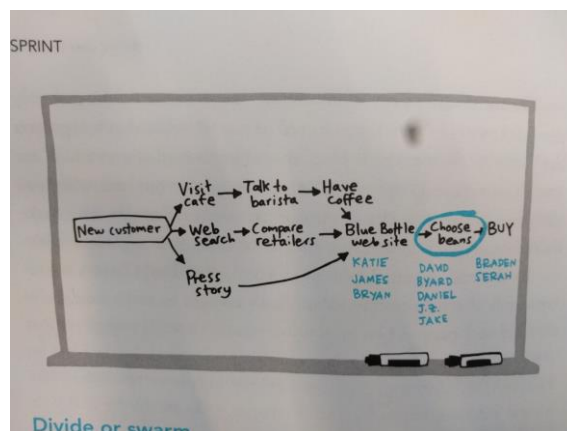 SPRINT
Visit
cafe
Talk to
barista
Have
coffee
New customer
Web
search
Compare
retailers
Blue Bottle
web site
Choose
beans
BUY
Press
story
KATIE
JAMES
BRYAN
DAVID
BYARD
DANIEL
J.Z.
JAKE
BRADEN
SERAH
Divide or swarm